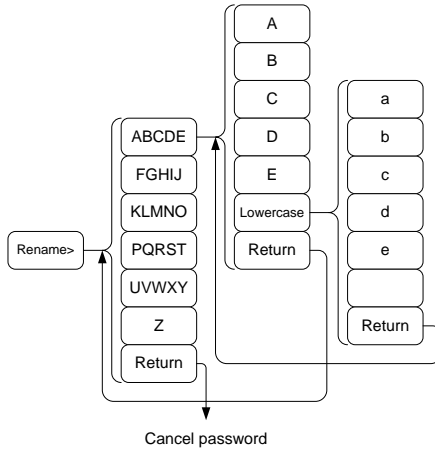 Rename>
ABCDE
FGHIJ
KLMNO
PQRST
UVWXY
Z
Return
A
B
C
D
E
Lowercase
Return
a
b
c
d
e
Return
Cancel password